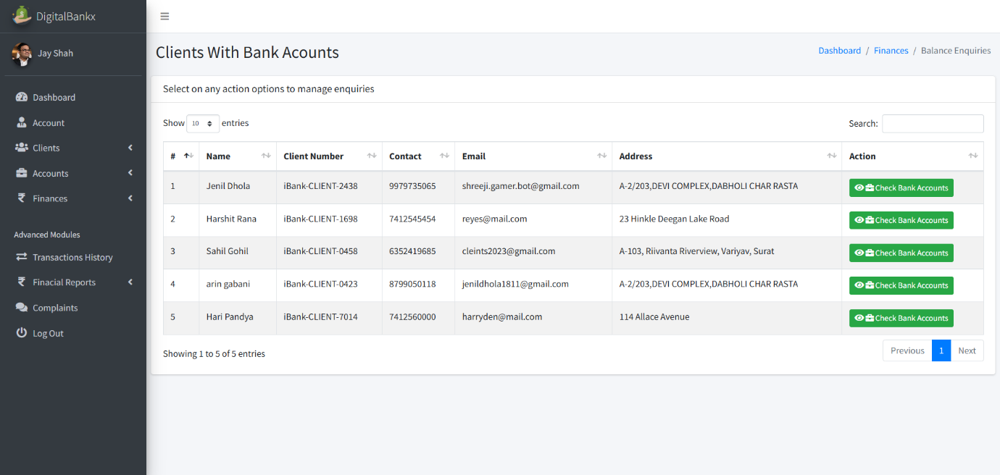 DigitalBankx
Jay Shah
Dashboard
Account
Clients
Accounts
Finances
Advanced Modules
Transactions History
Finacial Reports
Complaints
Log Out
Clients With Bank Acounts
Dashboard / Finances / Balance Enquiries
Select on any action options to manage enquiries
Show 10 entries Search:
# Name Client Number Contact Email Address Action
1 Jenil Dhola iBank-CLIENT-2438 9979735065 shreeji.gamer.bot@gmail.com A-2/203,DEVI COMPLEX,DABHOLI CHAR RASTA Check Bank Accounts
2 Harshit Rana iBank-CLIENT-1698 7412545454 reyes@mail.com 23 Hinkle Deegan Lake Road Check Bank Accounts
3 Sahil Gohil iBank-CLIENT-0458 6352419685 cleints2023@gmail.com A-103, Riivanta Riverview, Variyav, Surat Check Bank Accounts
4 arin gabani iBank-CLIENT-0423 8799050118 jenildhola1811@gmail.com A-2/203,DEVI COMPLEX,DABHOLI CHAR RASTA Check Bank Accounts
5 Hari Pandya iBank-CLIENT-7014 7412560000 harryden@mail.com 114 Allace Avenue Check Bank Accounts
Showing 1 to 5 of 5 entries Previous 1 Next